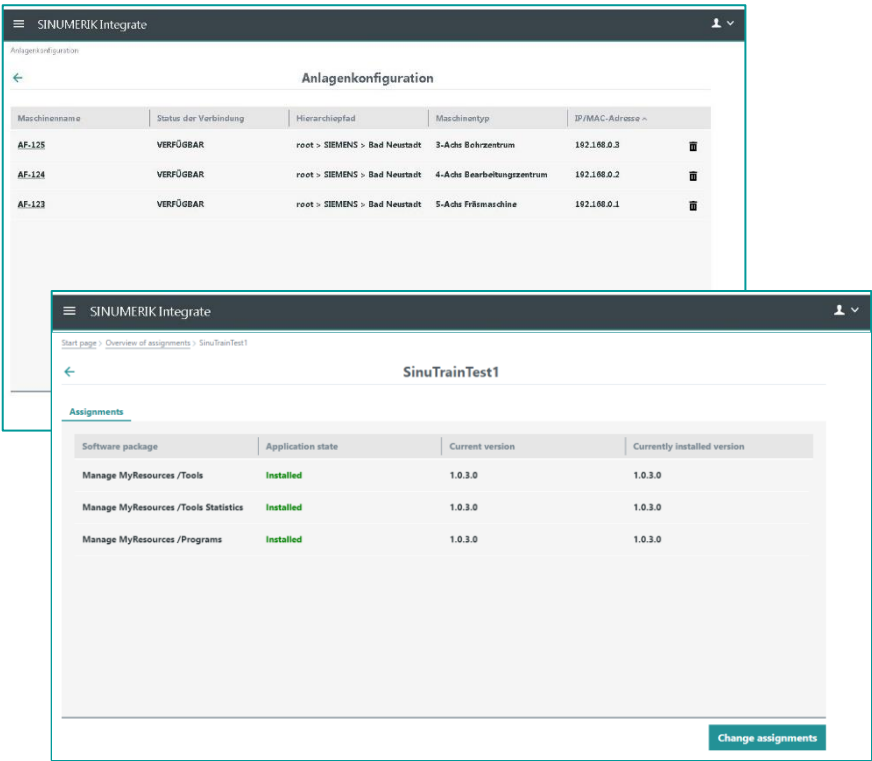 SINUMERIK Integrate
Anlagenkonfiguration
Anlagenkonfiguration
Maschinenname Status der Verbindung Hierarchiepfad Maschinentyp IP/MAC-Adresse
AF-125 VERFÜGBAR root > SIEMENS > Bad Neustadt 3-Achs Bohrzentrum 192.168.0.3
AF-124 VERFÜGBAR root > SIEMENS > Bad Neustadt 4-Achs Bearbeitungszentrum 192.168.0.2
AF-123 VERFÜGBAR root > SIEMENS > Bad Neustadt 5-Achs Fräsmaschine 192.168.0.1
SINUMERIK Integrate
Start page > Overview of assignments > SinuTrainTest1
SinuTrainTest1
Assignments
Software package Application state Current version Currently installed version
Manage MyResources /Tools Installed 1.0.3.0 1.0.3.0
Manage MyResources /Tools Statistics Installed 1.0.3.0 1.0.3.0
Manage MyResources /Programs Installed 1.0.3.0 1.0.3.0
Change assignments